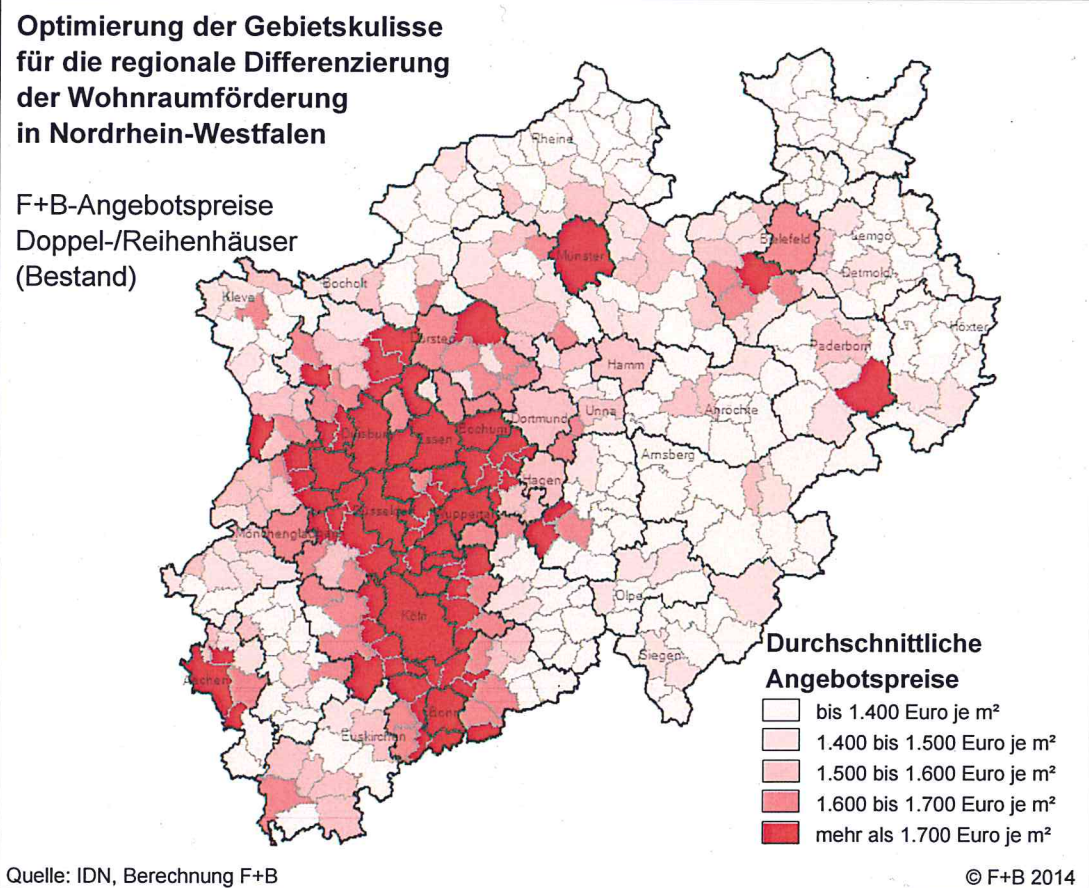 Optimierung der Gebietskulisse
für die regionale Differenzierung
der Wohnraumförderung
in Nordrhein-Westfalen
F+B-Angebotspreise
Doppel-/Reihenhäuser
(Bestand)
Rheine
Münster
Bielefeld
Lemgo
Detmold
Bocholt
Kleve
Höxter
Dorsten
Paderborn
Hamm
Unna
Anröchte
Dortmund
Duisburg
Essen
Bochum
Arnsberg
Hagen
Düsseldorf
Wuppertal
Mönchengladbach
Köln
Olpe
Siegen
Aachen
Bonn
Euskirchen
Durchschnittliche
Angebotspreise
bis 1.400 Euro je m²
1.400 bis 1.500 Euro je m²
1.500 bis 1.600 Euro je m²
1.600 bis 1.700 Euro je m²
mehr als 1.700 Euro je m²
Quelle: IDN, Berechnung F+B
© F+B 2014